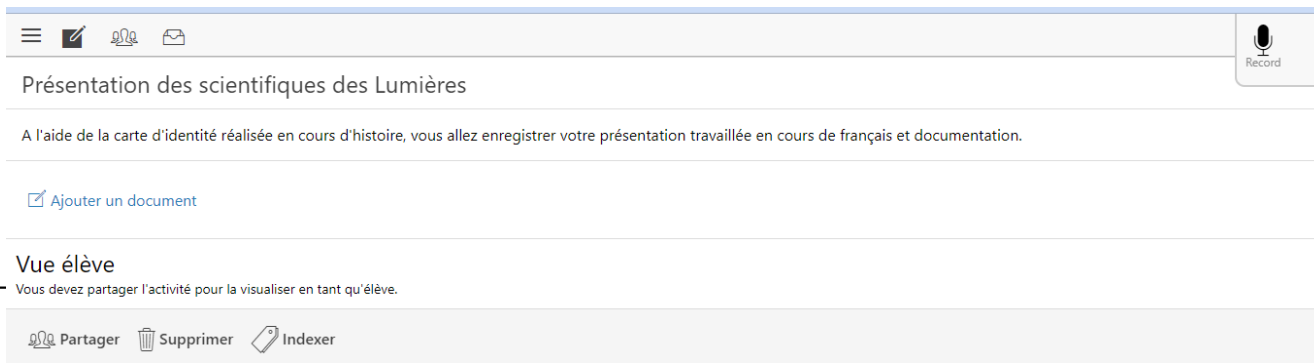 Record
Présentation des scientifiques des Lumières
A l'aide de la carte d'identité réalisée en cours d'histoire, vous allez enregistrer votre présentation travaillée en cours de français et documentation.
Ajouter un document
Vue élève
Vous devez partager l'activité pour la visualiser en tant qu'élève.
Partager Supprimer Indexer